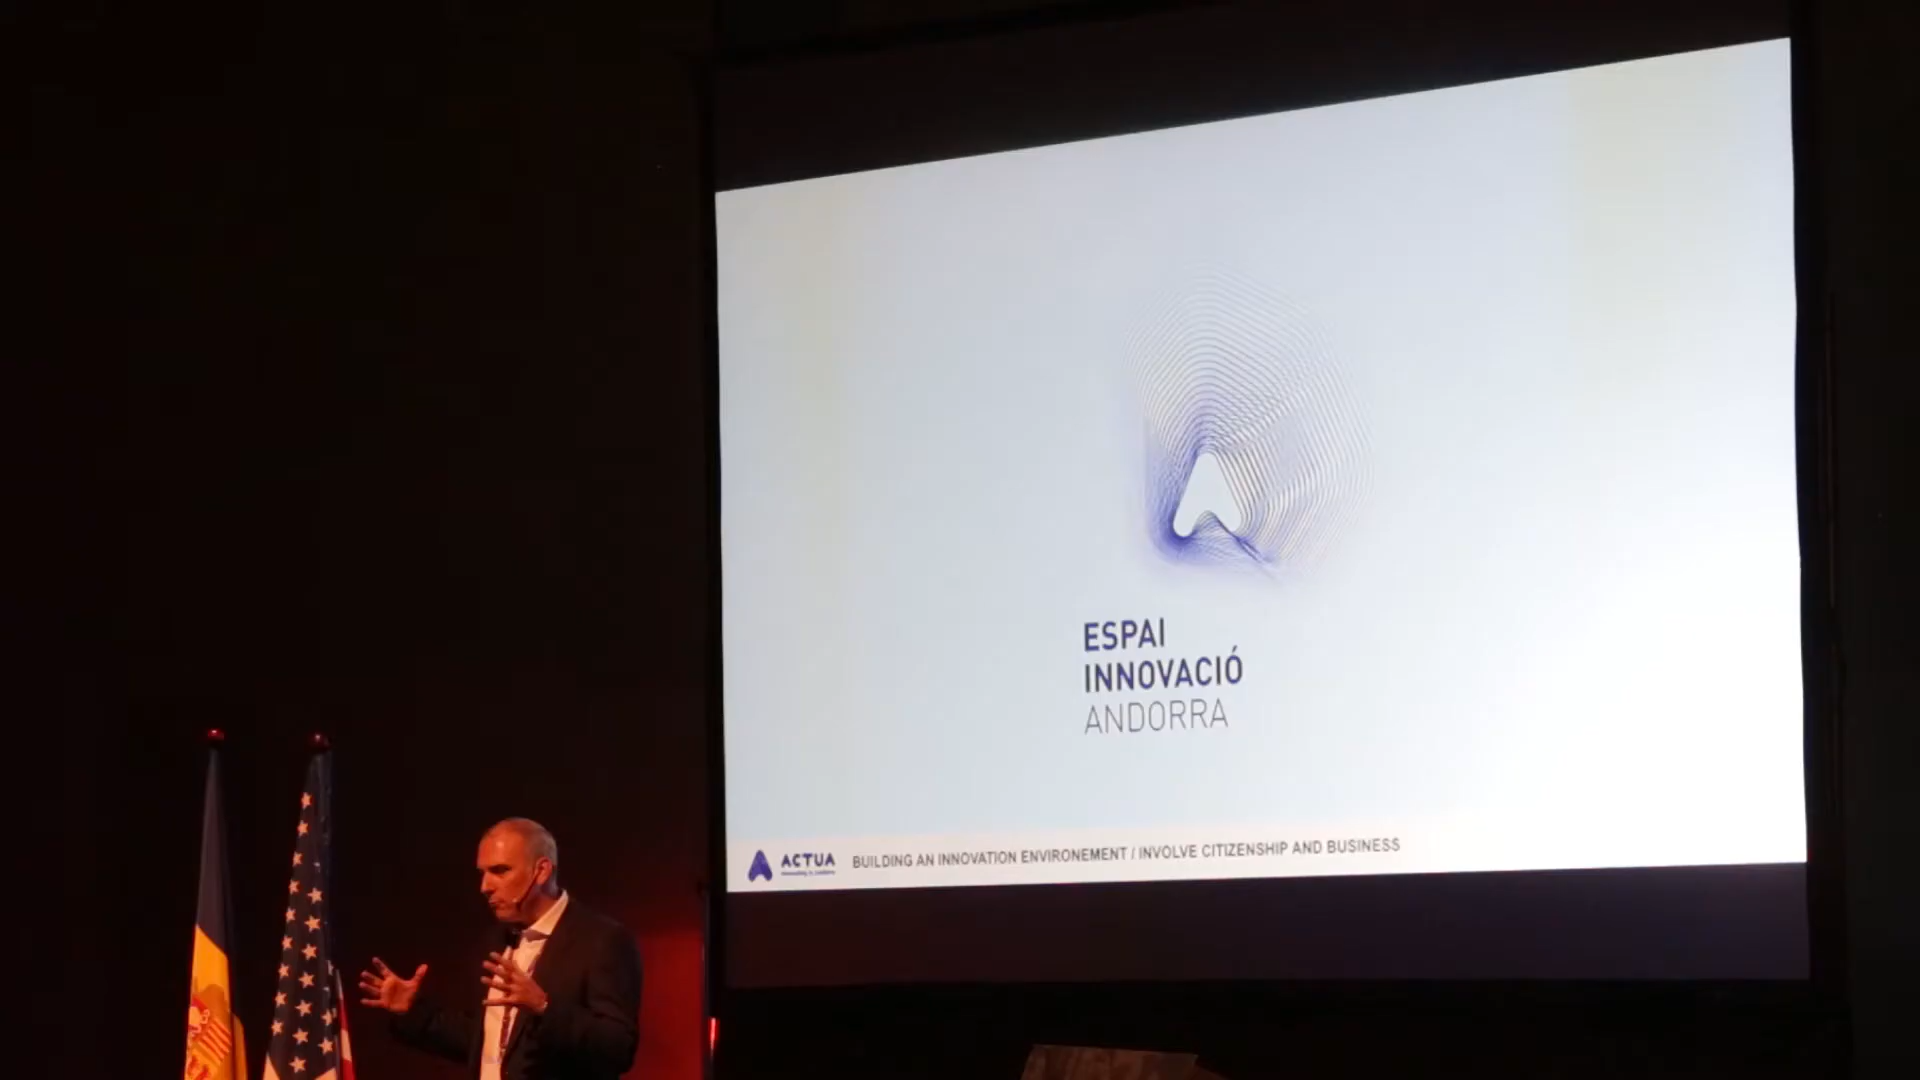 ESPAI
INNOVACIÓ
ANDORRA
ACTUA
BUILDING AN INNOVATION ENVIRONEMENT / INVOLVE CITIZENSHIP AND BUSINESS